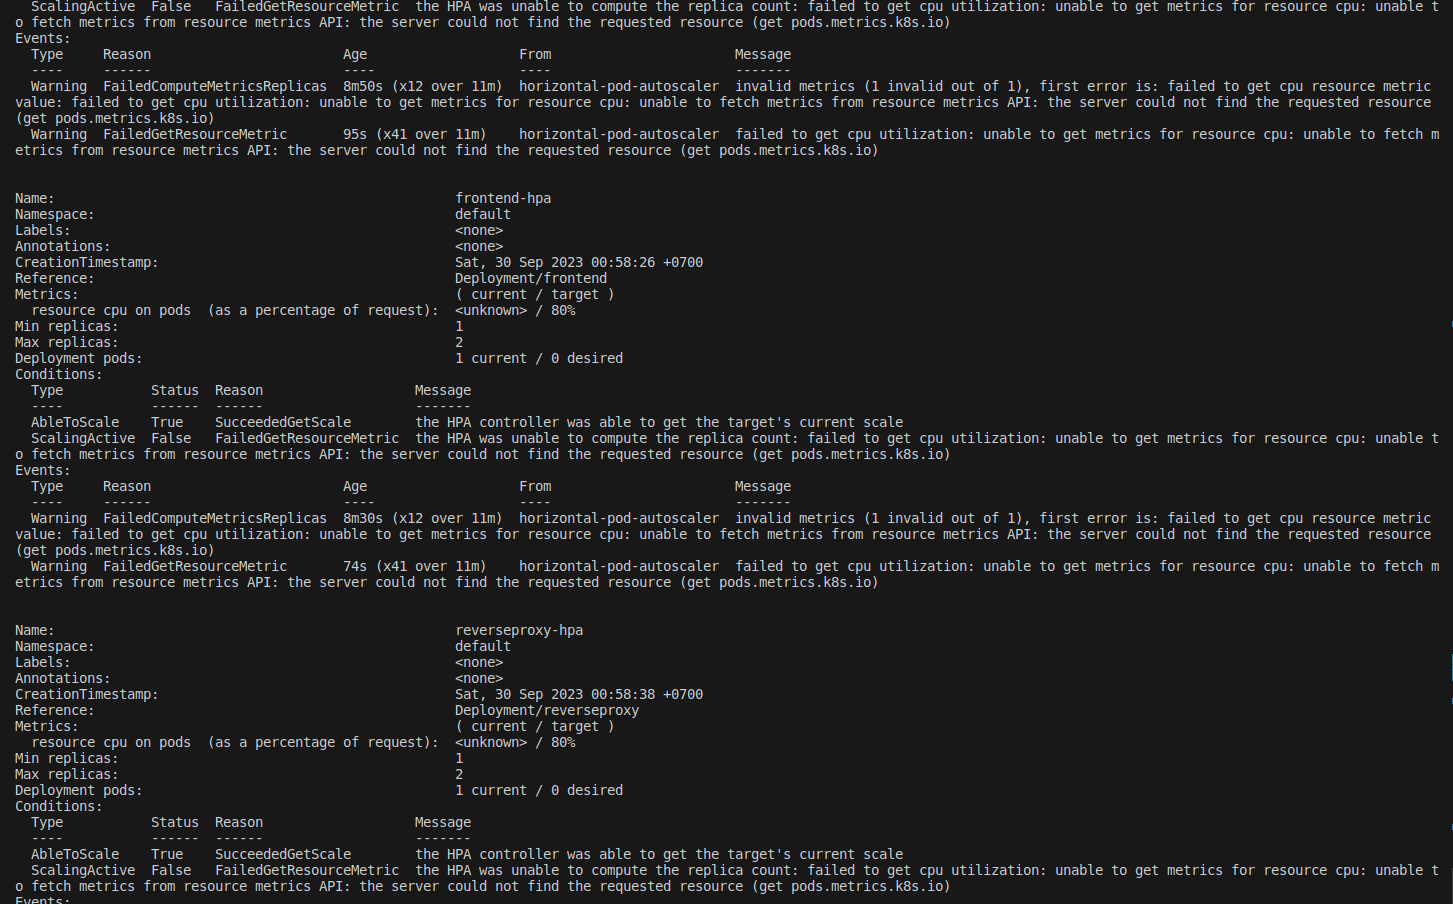 ScalingActive  False   FailedGetResourceMetric  the HPA was unable to compute the replica count: failed to get cpu utilization: unable to get metrics for resource cpu: unable t
o fetch metrics from resource metrics API: the server could not find the requested resource (get pods.metrics.k8s.io)
Events:
  Type     Reason                        Age                   From                       Message
  ----     ------                        ----                  ----                       -------
  Warning  FailedComputeMetricsReplicas  8m50s (x12 over 11m)  horizontal-pod-autoscaler  invalid metrics (1 invalid out of 1), first error is: failed to get cpu resource metric
value: failed to get cpu utilization: unable to get metrics for resource cpu: unable to fetch metrics from resource metrics API: the server could not find the requested resource
(get pods.metrics.k8s.io)
  Warning  FailedGetResourceMetric       95s (x41 over 11m)    horizontal-pod-autoscaler  failed to get cpu utilization: unable to get metrics for resource cpu: unable to fetch m
etrics from resource metrics API: the server could not find the requested resource (get pods.metrics.k8s.io)
Name:                                                  frontend-hpa
Namespace:                                             default
Labels:                                                <none>
Annotations:                                           <none>
CreationTimestamp:                                     Sat, 30 Sep 2023 00:58:26 +0700
Reference:                                             Deployment/frontend
Metrics:                                               ( current / target )
  resource cpu on pods  (as a percentage of request):  <unknown> / 80%
Min replicas:                                          1
Max replicas:                                          2
Deployment pods:                                       1 current / 0 desired
Conditions:
  Type           Status  Reason                   Message
  ----           ------  ------                   -------
  AbleToScale    True    SucceededGetScale        the HPA controller was able to get the target's current scale
  ScalingActive  False   FailedGetResourceMetric  the HPA was unable to compute the replica count: failed to get cpu utilization: unable to get metrics for resource cpu: unable t
o fetch metrics from resource metrics API: the server could not find the requested resource (get pods.metrics.k8s.io)
Events:
  Type     Reason                        Age                   From                       Message
  ----     ------                        ----                  ----                       -------
  Warning  FailedComputeMetricsReplicas  8m30s (x12 over 11m)  horizontal-pod-autoscaler  invalid metrics (1 invalid out of 1), first error is: failed to get cpu resource metric
value: failed to get cpu utilization: unable to get metrics for resource cpu: unable to fetch metrics from resource metrics API: the server could not find the requested resource
(get pods.metrics.k8s.io)
  Warning  FailedGetResourceMetric       74s (x41 over 11m)    horizontal-pod-autoscaler  failed to get cpu utilization: unable to get metrics for resource cpu: unable to fetch m
etrics from resource metrics API: the server could not find the requested resource (get pods.metrics.k8s.io)
Name:                                                  reverseproxy-hpa
Namespace:                                             default
Labels:                                                <none>
Annotations:                                           <none>
CreationTimestamp:                                     Sat, 30 Sep 2023 00:58:38 +0700
Reference:                                             Deployment/reverseproxy
Metrics:                                               ( current / target )
  resource cpu on pods  (as a percentage of request):  <unknown> / 80%
Min replicas:                                          1
Max replicas:                                          2
Deployment pods:                                       1 current / 0 desired
Conditions:
  Type           Status  Reason                   Message
  ----           ------  ------                   -------
  AbleToScale    True    SucceededGetScale        the HPA controller was able to get the target's current scale
  ScalingActive  False   FailedGetResourceMetric  the HPA was unable to compute the replica count: failed to get cpu utilization: unable to get metrics for resource cpu: unable t
o fetch metrics from resource metrics API: the server could not find the requested resource (get pods.metrics.k8s.io)
Events: